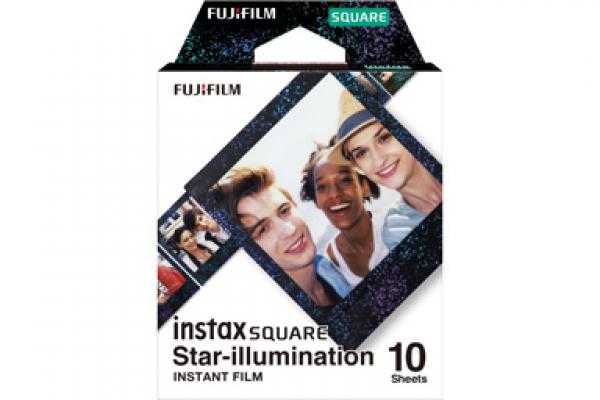 FUJIFILM
SQUARE
FUJIFILM
instax SQUARE
Star-illumination
INSTANT FILM
10
Sheets